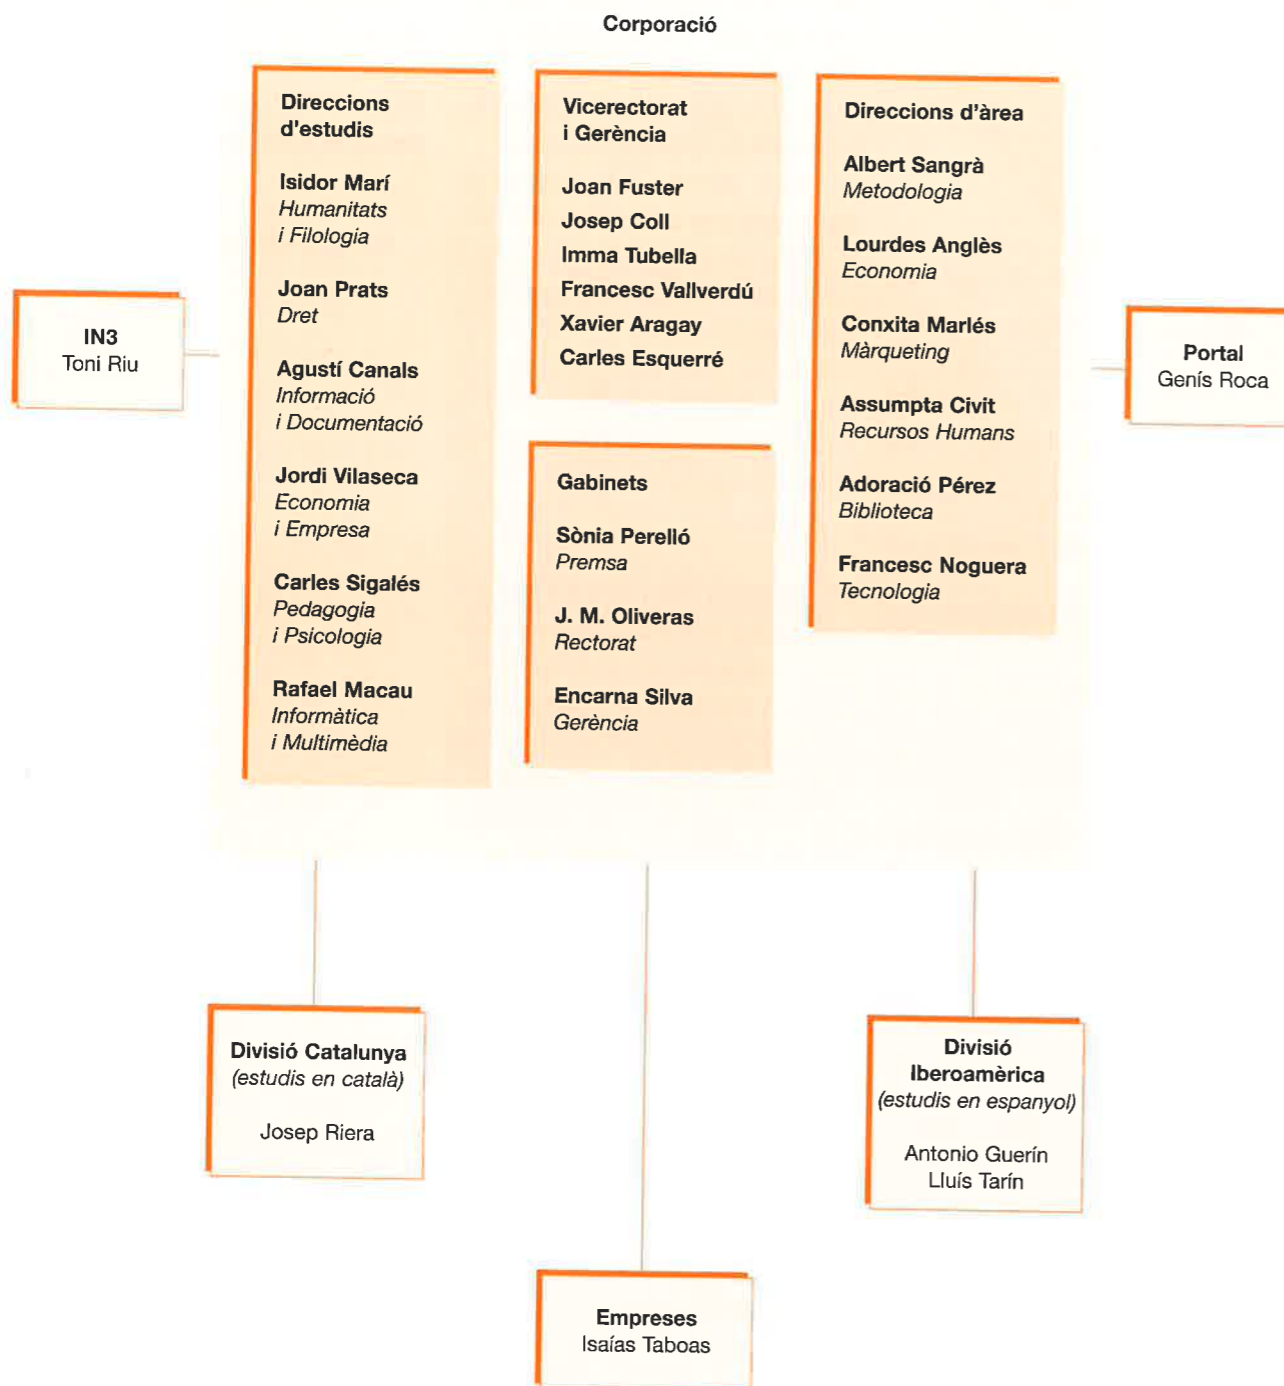 Corporació
Direccions
d'estudis
Isidor Marí
Humanitats
i Filologia
Joan Prats
Dret
Agustí Canals
Informació
i Documentació
Jordi Vilaseca
Economia
i Empresa
Carles Sigalés
Pedagogia
i Psicologia
Rafael Macau
Informàtica
i Multimèdia
Vicerectorat
i Gerència
Joan Fuster
Josep Coll
Imma Tubella
Francesc Vallverdú
Xavier Aragay
Carles Esquerré
Gabinets
Sònia Perelló
Premsa
J. M. Oliveras
Rectorat
Encarna Silva
Gerència
Direccions d'àrea
Albert Sangrà
Metodologia
Lourdes Anglès
Economia
Conxita Marlés
Màrqueting
Assumpta Civit
Recursos Humans
Adoració Pérez
Biblioteca
Francesc Noguera
Tecnologia
IN3
Toni Riu
Portal
Genís Roca
Divisió Catalunya
(estudis en català)
Josep Riera
Divisió
Iberoamèrica
(estudis en espanyol)
Antonio Guerín
Lluís Tarín
Empreses
Isaías Taboas